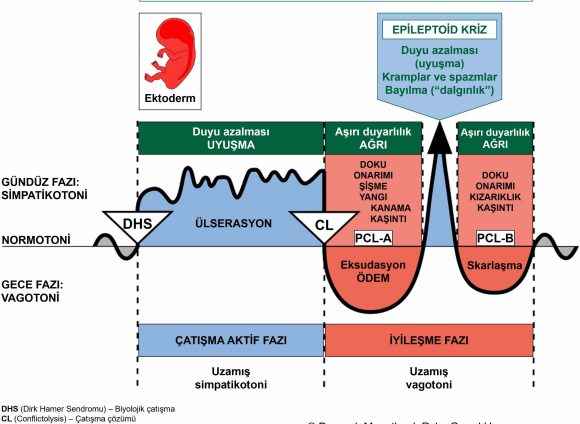 EPİLEPTOİD KRİZ
Duyu azalması
(uyuşma)
Kramplar ve spazmlar
Bayılma (“dalgınlık”)
Ektoderm
Duyu azalması
UYUŞMA
Aşırı duyarlılık
AĞRI
Aşırı duyarlılık
AĞRI
GÜNDÜZ FAZI:
SİMPATİKOTONİ
DOKU
ONARIMI
ŞİŞME
YANGI
KANAMA
KAŞINTI
DOKU
ONARIMI
KIZARIKLIK
KAŞINTI
DHS
ÜLSERASYON
CL
NORMOTONİ
PCL-A
PCL-B
GECE FAZI:
VAGOTONİ
Eksudasyon
ÖDEM
Skarlaşma
ÇATIŞMA AKTİF FAZI
İYİLEŞME FAZI
Uzamış
simpatikotoni
Uzamış
vagotoni
DHS (Dirk Hamer Sendromu) – Biyolojik çatışma
CL (Conflictolysis) – Çatışma çözümü